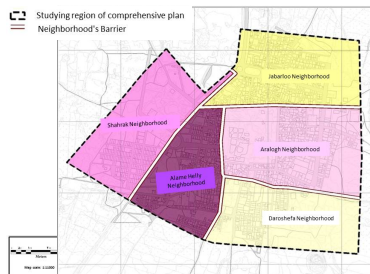 Studying region of comprehensive plan
Neighborhood's Barrier
Jabarloo Neighborhood
Shahrak Neighborhood
Aralogh Neighborhood
Alame Helly
Neighborhood
Daroshefa Neighborhood
Meters